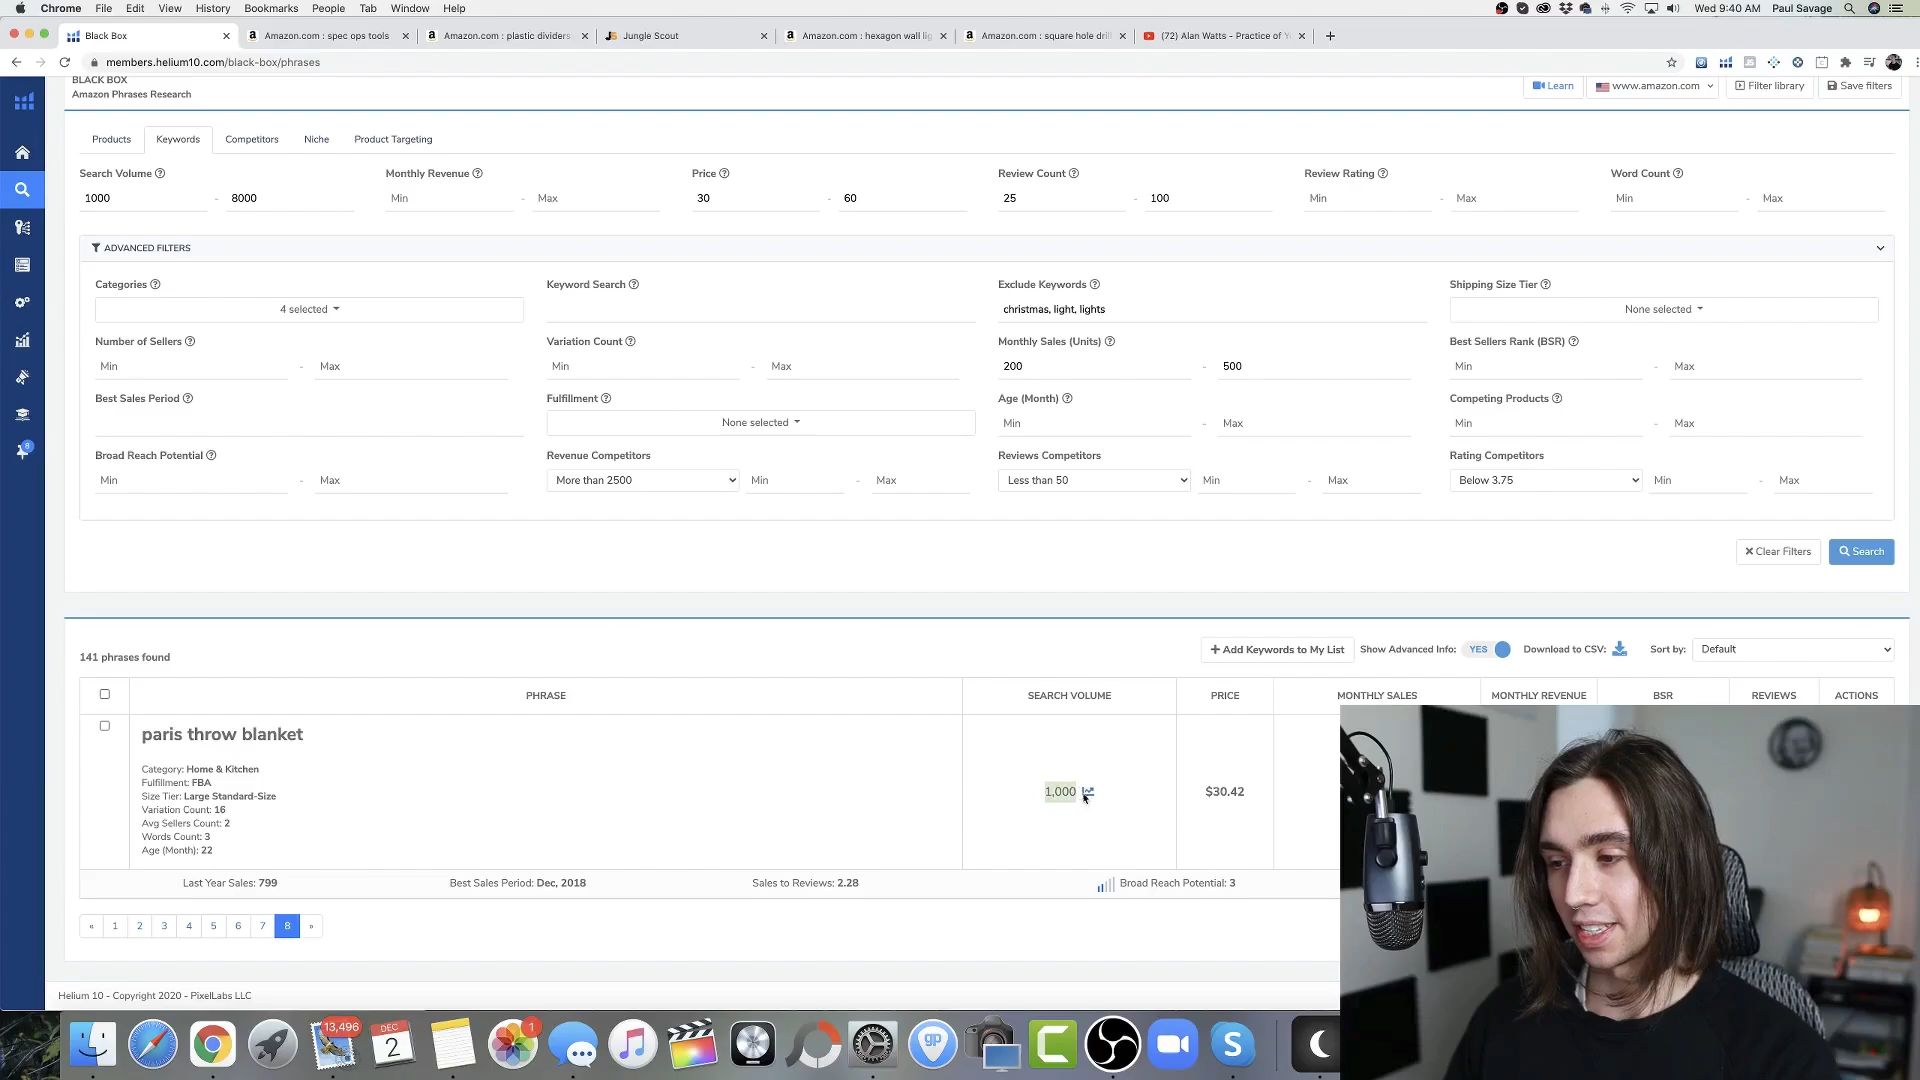 Chrome File Edit View History Bookmarks People Tab Window Help
Wed 9:40 AM Paul Savage
Black Box
Amazon.com : spec ops tools
Amazon.com : plastic dividers
Jungle Scout
Amazon.com : hexagon wall lig
Amazon.com : square hole dril
(72) Alan Watts - Practice of Y
members.helium10.com/black-box/phrases
BLACK BOX
Amazon Phrases Research
Learn
www.amazon.com
Filter library
Save filters
Products Keywords Competitors Niche Product Targeting
Search Volume Monthly Revenue Price Review Count Review Rating Word Count
1000 - 8000 Min - Max 30 - 60 25 - 100 Min - Max Min - Max
ADVANCED FILTERS
Categories Keyword Search Exclude Keywords Shipping Size Tier
4 selected christmas, light, lights None selected
Number of Sellers Variation Count Monthly Sales (Units) Best Sellers Rank (BSR)
Min - Max Min - Max 200 - 500 Min - Max
Best Sales Period Fulfillment Age (Month) Competing Products
None selected Min - Max Min - Max
Broad Reach Potential Revenue Competitors Reviews Competitors Rating Competitors
Min - Max More than 2500 Min - Max Less than 50 Min - Max Below 3.75 Min - Max
Clear Filters Search
141 phrases found
+ Add Keywords to My List Show Advanced Info: YES Download to CSV: Sort by: Default
PHRASE SEARCH VOLUME PRICE MONTHLY SALES MONTHLY REVENUE BSR REVIEWS ACTIONS
paris throw blanket
Category: Home & Kitchen
Fulfillment: FBA
Size Tier: Large Standard-Size
Variation Count: 16
Avg Sellers Count: 2
Words Count: 3
Age (Month): 22
1,000
$30.42
Last Year Sales: 799 Best Sales Period: Dec, 2018 Sales to Reviews: 2.28 Broad Reach Potential: 3
« 1 2 3 4 5 6 7 8 »
Helium 10 - Copyright 2020 - PixelLabs LLC
8
13,496
DEC
2
1
gp
C
S